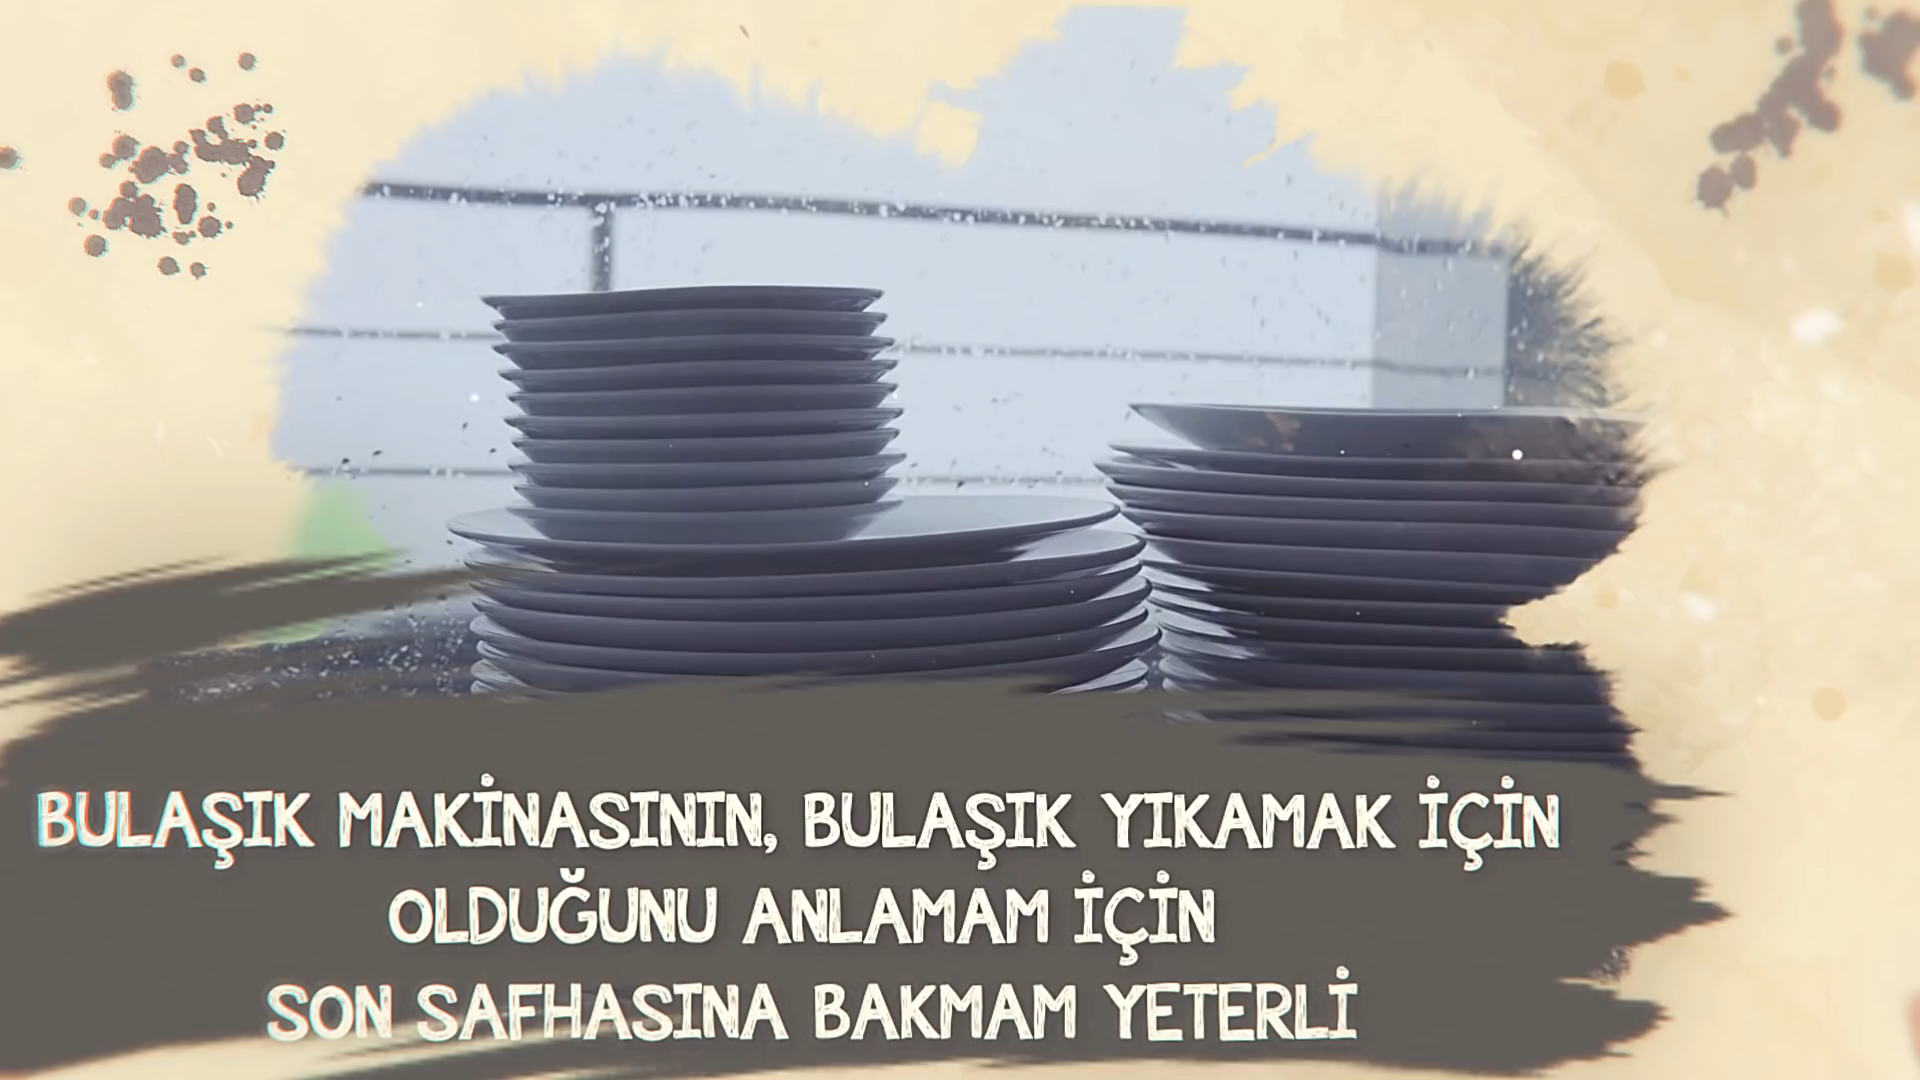 BULAŞIK MAKİNASININ, BULAŞIK YIKAMAK İÇİN
OLDUĞUNU ANLAMAM İÇİN
SON SAFHASINA BAKMAM YETERLİ